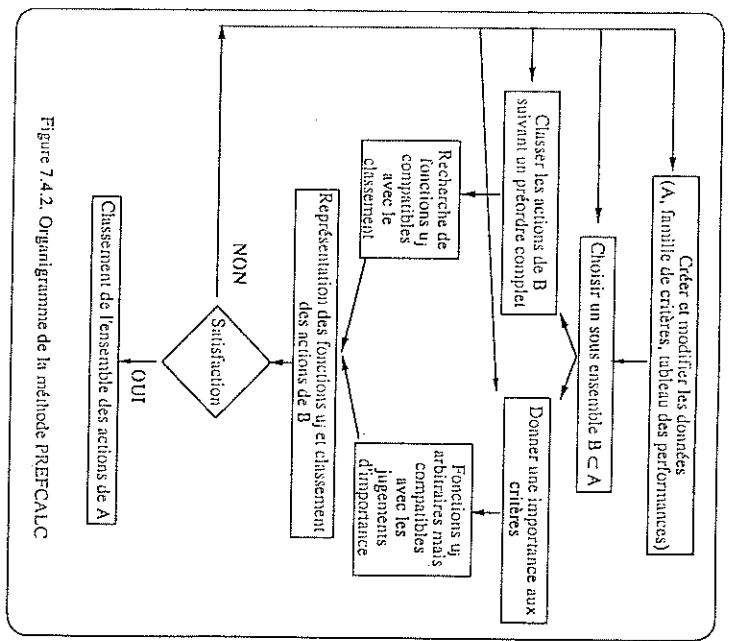 Créer et modifier les données
(A, famille de critères, tableau des performances)
Choisir un sous ensemble B ⊂ A
Classer les actions de B
suivant un préordre complet
Donner une importance aux
critères
Recherche de
fonctions uj
compatibles
avec le
classement
Fonctions uj
arbitraires mais
compatibles
avec les
jugements
d'importance
Représentation des fonctions uj et classement
des actions de B
Satisfaction
NON
OUI
Classement de l'ensemble des actions de A
Figure 7.4.2. Organigramme de la méthode PREFCALC